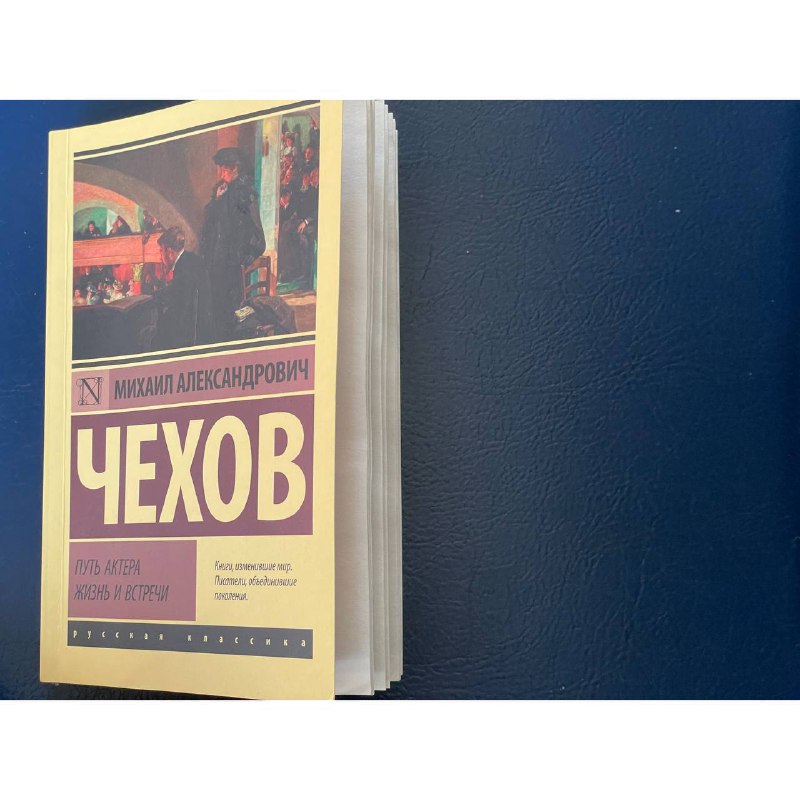 МИХАИЛ АЛЕКСАНДРОВИЧ
ЧЕХОВ
ПУТЬ АКТЕРА
ЖИЗНЬ И ВСТРЕЧИ
Книги, изменившие мир.
Писатели, объединившие
поколения.
русская классика